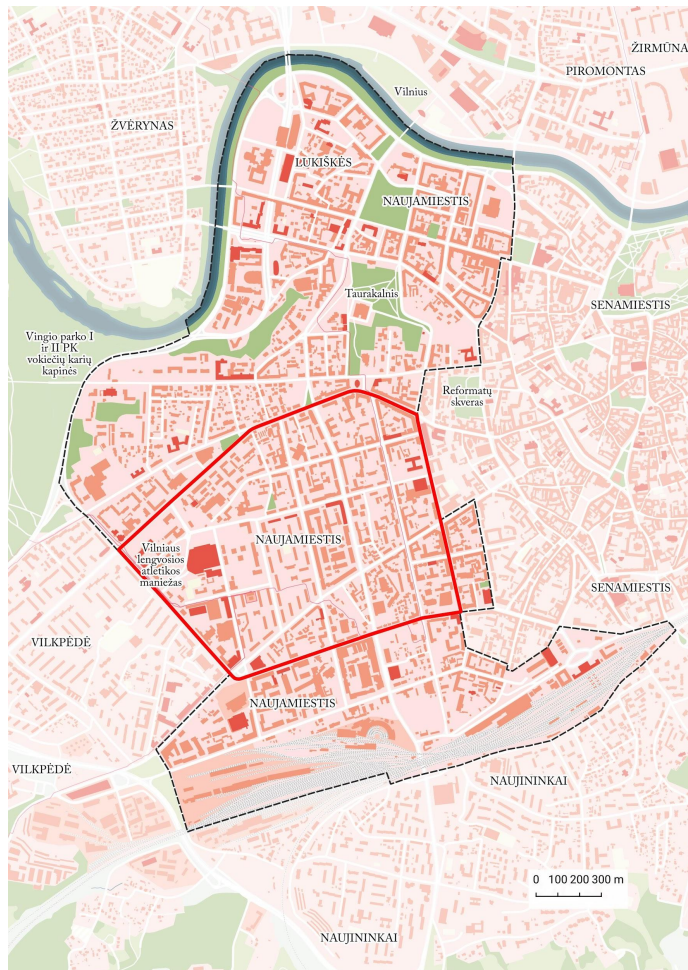 ŽIRMŪNA
PIROMONTAS
Vilnius
ŽVĖRYNAS
LUKIŠKĖS
NAUJAMIESTIS
Taurakalnis
SENAMIESTIS
Vingio parko I
ir II PK
vokiečių karių
kapinės
Reformatų
skveras
NAUJAMIESTIS
Vilniaus
lengvosios
atletikos
maniežas
SENAMIESTIS
VILKPĖDĖ
NAUJAMIESTIS
VILKPĖDĖ
NAUJININKAI
0 100 200 300 m
NAUJININKAI